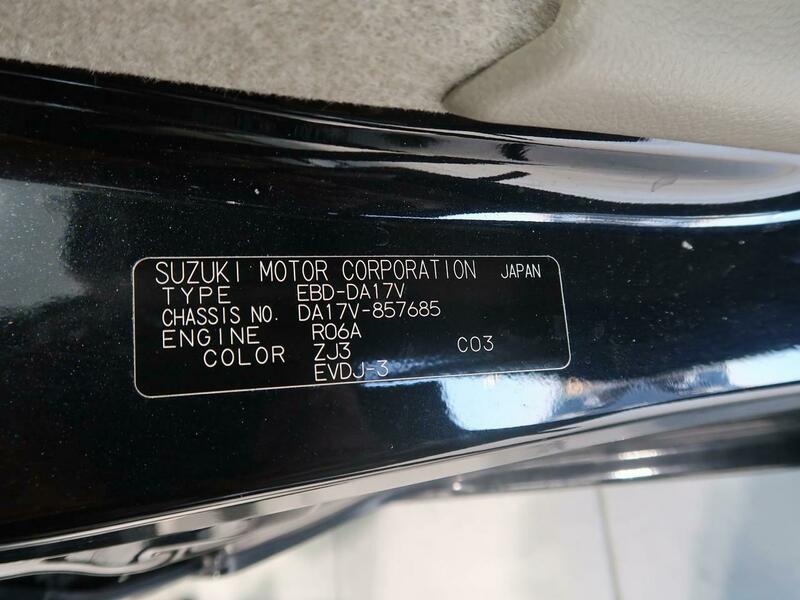 SUZUKI MOTOR CORPORATION JAPAN
TYPE EBD-DA17V
CHASSIS NO. DA17V-857685
ENGINE R06A
COLOR ZJ3 C03
EVDJ-3